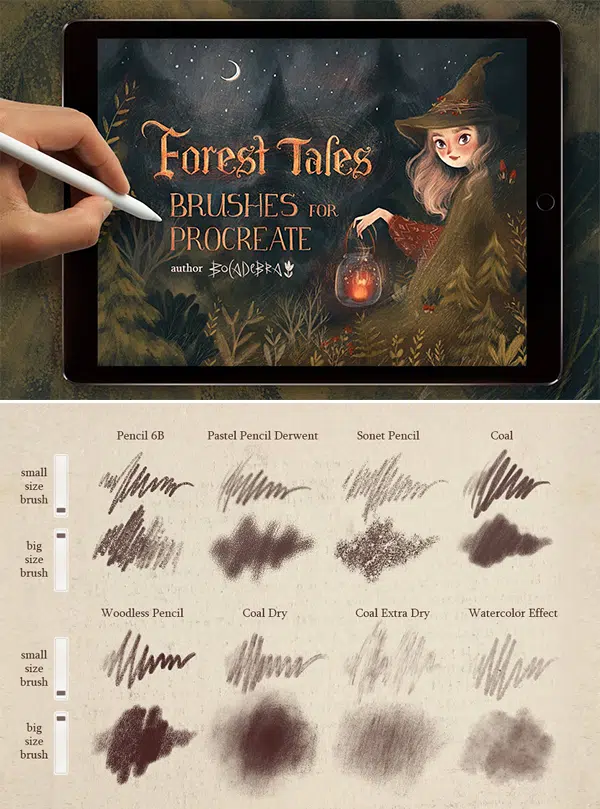 Forest Tales
BRUSHES FOR
PROCREATE
author BOCADEBRA
Pencil 6B
Pastel Pencil Derwent
Sonet Pencil
Coal
small
size
brush
big
size
brush
Woodless Pencil
Coal Dry
Coal Extra Dry
Watercolor Effect
small
size
brush
big
size
brush